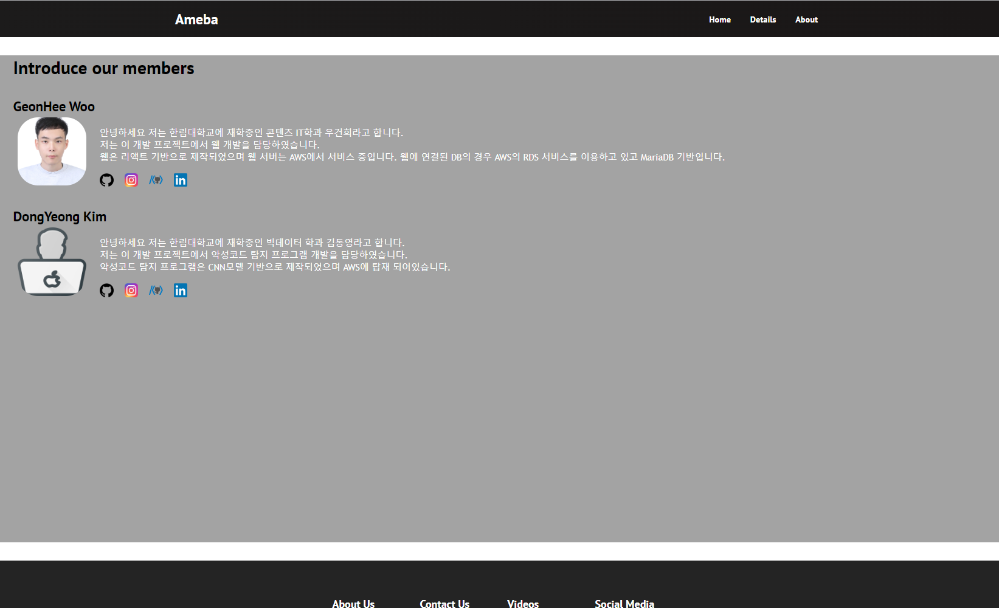 Ameba
Home Details About
Introduce our members
GeonHee Woo
안녕하세요 저는 한림대학교에 재학중인 콘텐츠 IT학과 우건희라고 합니다.
저는 이 개발 프로젝트에서 웹 개발을 담당하였습니다.
웹은 리액트 기반으로 제작되었으며 웹 서버는 AWS에서 서비스 중입니다. 웹에 연결된 DB의 경우 AWS의 RDS 서비스를 이용하고 있고 MariaDB 기반입니다.
in
DongYeong Kim
안녕하세요 저는 한림대학교에 재학중인 빅데이터 학과 김동영라고 합니다.
저는 이 개발 프로젝트에서 악성코드 탐지 프로그램 개발을 담당하였습니다.
악성코드 탐지 프로그램은 CNN모델 기반으로 제작되었으며 AWS에 탑재 되어있습니다.
in
About Us Contact Us Videos Social Media